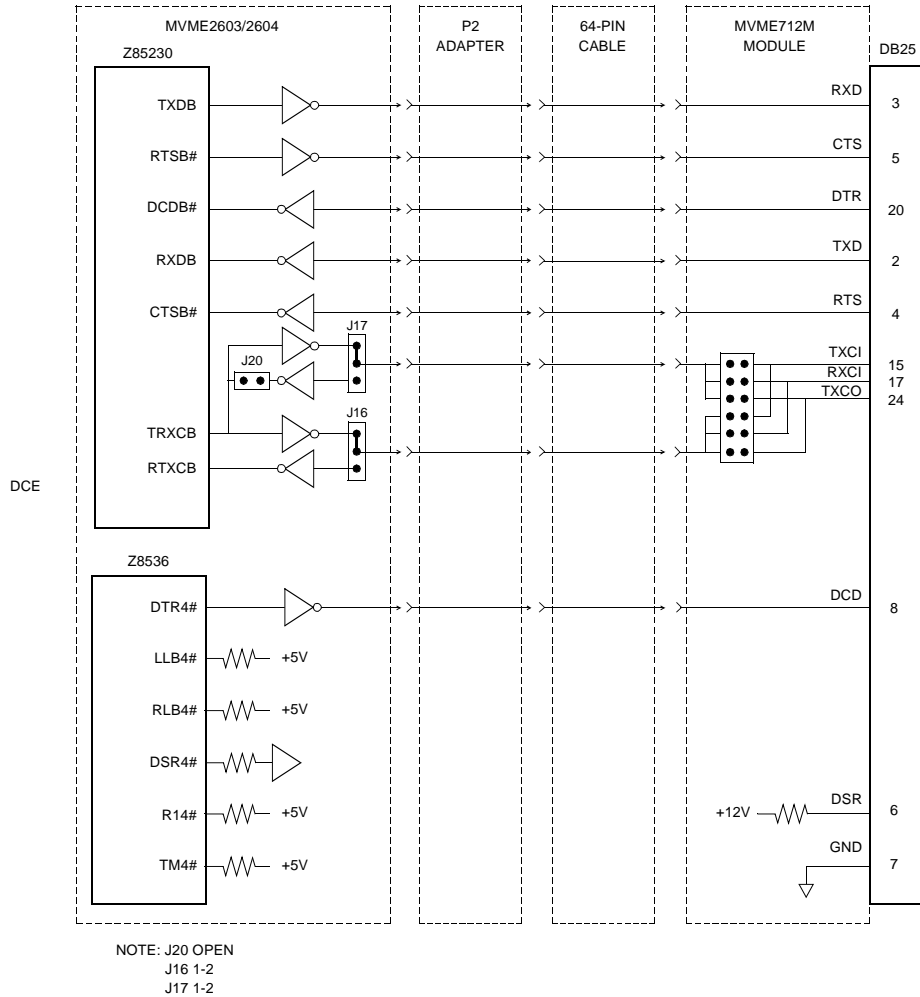 MVME2603/2604
P2
ADAPTER
64-PIN
CABLE
MVME712M
MODULE
Z85230
DB25
TXDB
RXD
3
RTSB#
CTS
5
DCDB#
DTR
20
RXDB
TXD
2
CTSB#
RTS
4
J17
J20
TXCI
15
RXCI
17
TXCO
24
J16
TRXCB
RTXCB
DCE
Z8536
DTR4#
DCD
8
LLB4#
+5V
RLB4#
+5V
DSR4#
R14#
+5V
+12V
DSR
6
TM4#
+5V
GND
7
NOTE: J20 OPEN
J16 1-2
J17 1-2